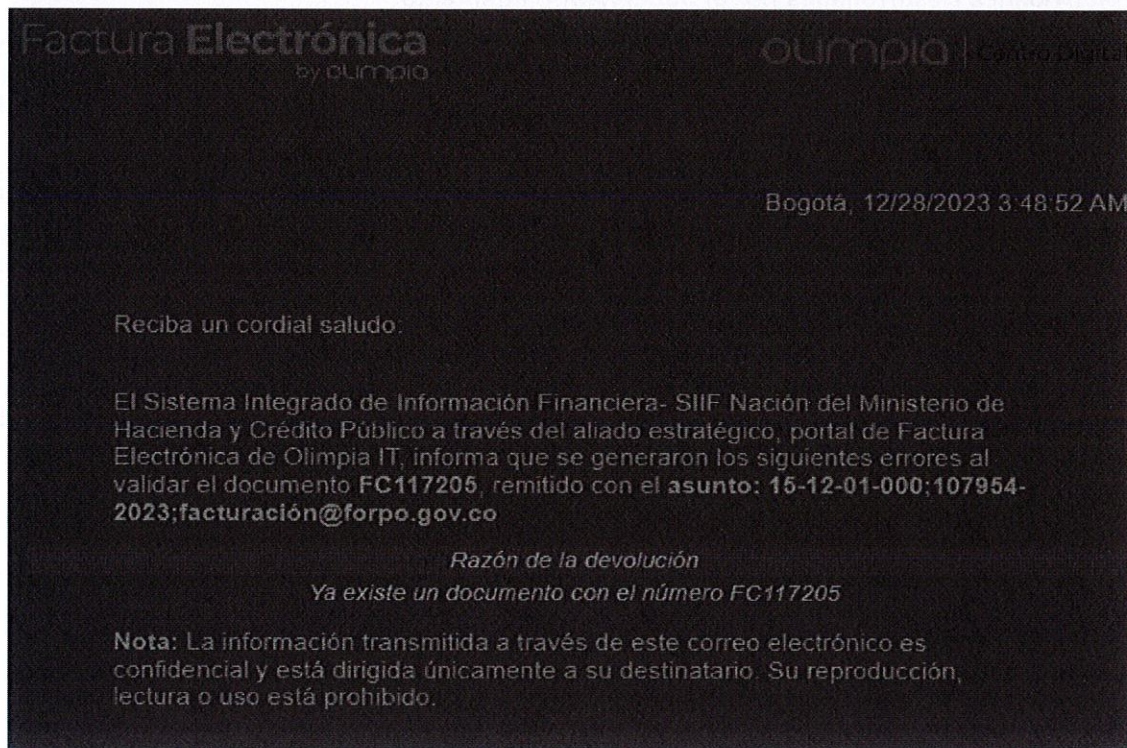 Factura Electrónica
by olimpia
olimpia | Centro Digital
Bogotá, 12/28/2023 3:48:52 AM
Reciba un cordial saludo:
El Sistema Integrado de Información Financiera- SIIF Nación del Ministerio de
Hacienda y Crédito Público a través del aliado estratégico, portal de Factura
Electrónica de Olimpia IT, informa que se generaron los siguientes errores al
validar el documento FC117205, remitido con el asunto: 15-12-01-000;107954-
2023;facturación@forpo.gov.co
Razón de la devolución
Ya existe un documento con el número FC117205
Nota: La información transmitida a través de este correo electrónico es
confidencial y está dirigida únicamente a su destinatario. Su reproducción,
lectura o uso está prohibido.